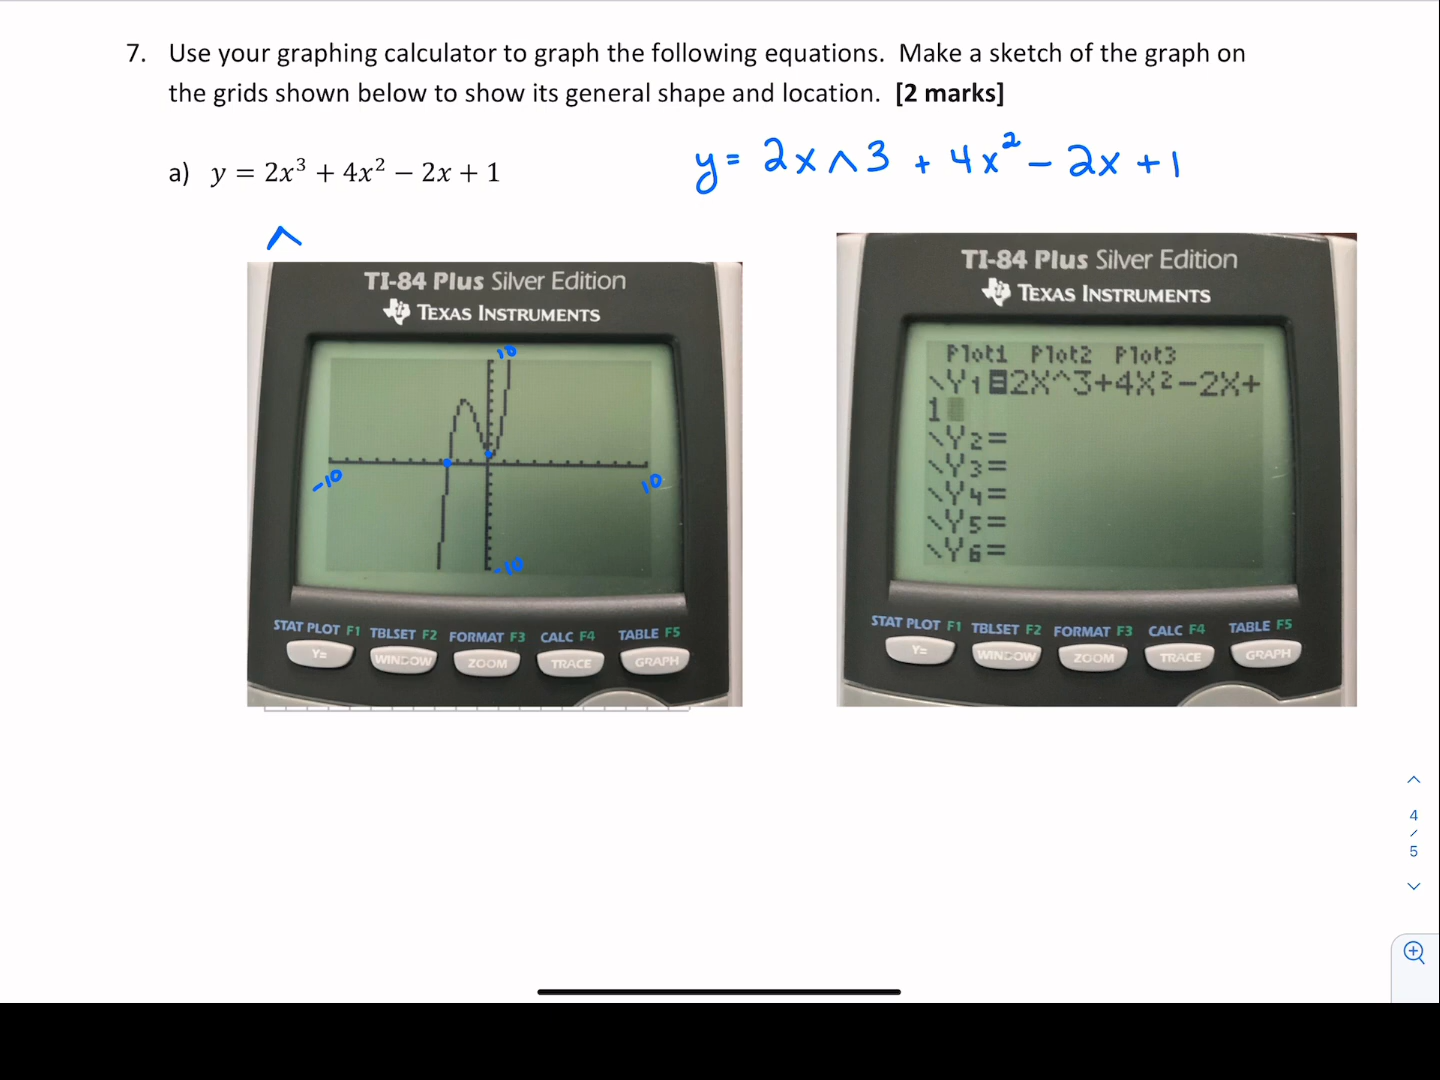 7. Use your graphing calculator to graph the following equations. Make a sketch of the graph on
the grids shown below to show its general shape and location. [2 marks]
a) y = 2x³ + 4x² − 2x + 1
y = 2x^3 + 4x² − 2x + 1
^
TI-84 Plus Silver Edition
TEXAS INSTRUMENTS
10
-10
10
-10
STAT PLOT F1 TBLSET F2 FORMAT F3 CALC F4 TABLE F5
Y= WINDOW ZOOM TRACE GRAPH
TI-84 Plus Silver Edition
TEXAS INSTRUMENTS
Plot1 Plot2 Plot3
\Y1=2X^3+4X²-2X+
1
\Y2=
\Y3=
\Y4=
\Y5=
\Y6=
STAT PLOT F1 TBLSET F2 FORMAT F3 CALC F4 TABLE F5
Y= WINDOW ZOOM TRACE GRAPH
4
/
5